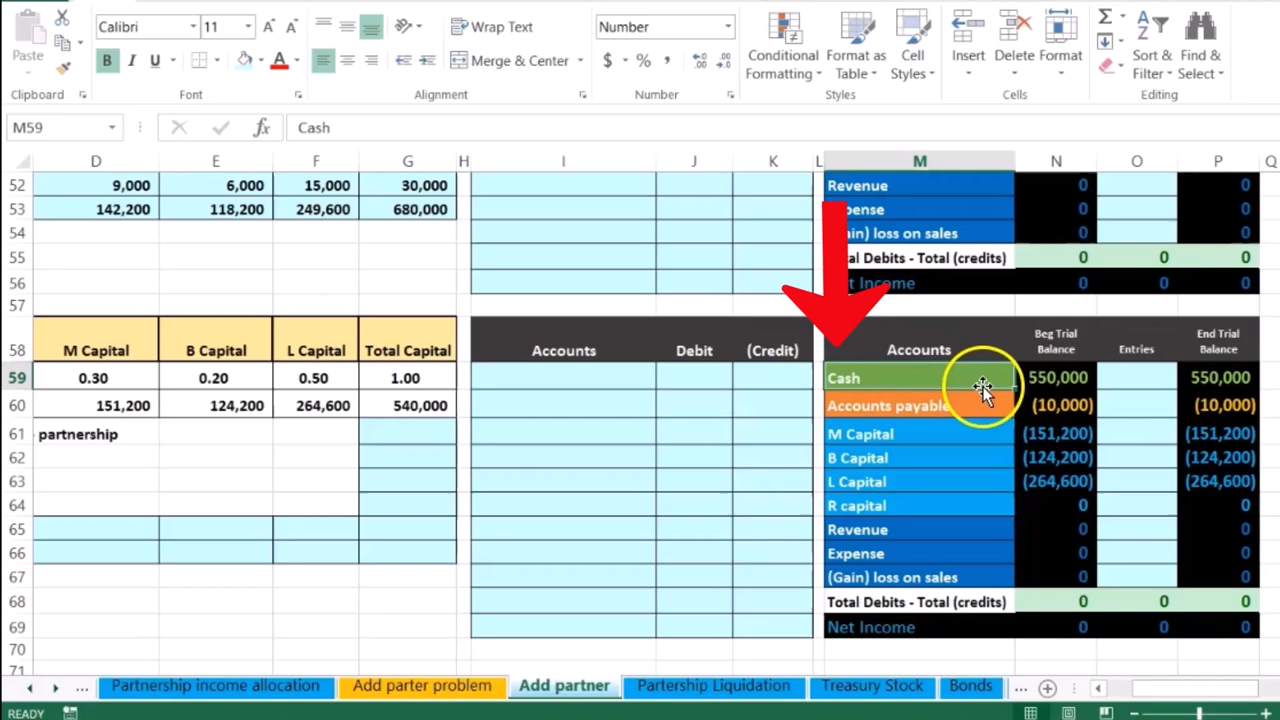 Calibri 11 Wrap Text Number
Paste B I U A Merge & Center $ % , Conditional Formatting Format as Table Cell Styles Insert Delete Format Sort & Filter Find & Select
Clipboard Font Alignment Number Styles Cells Editing
M59 fx Cash
D E F G H I J K L M N O P Q
52 9,000 6,000 15,000 30,000 Revenue 0 0
53 142,200 118,200 249,600 680,000 pense 0 0
54 ain) loss on sales 0 0
55 al Debits - Total (credits) 0 0 0
56 et Income 0 0 0
57
58 M Capital B Capital L Capital Total Capital Accounts Debit (Credit) Accounts Beg Trial Balance Entries End Trial Balance
59 0.30 0.20 0.50 1.00 Cash 550,000 550,000
60 151,200 124,200 264,600 540,000 Accounts payable (10,000) (10,000)
61 partnership M Capital (151,200) (151,200)
62 B Capital (124,200) (124,200)
63 L Capital (264,600) (264,600)
64 R capital 0 0
65 Revenue 0 0
66 Expense 0 0
67 (Gain) loss on sales 0 0
68 Total Debits - Total (credits) 0 0 0
69 Net Income 0 0 0
70
71
... Partnership income allocation Add parter problem Add partner Partership Liquidation Treasury Stock Bonds ...
READY